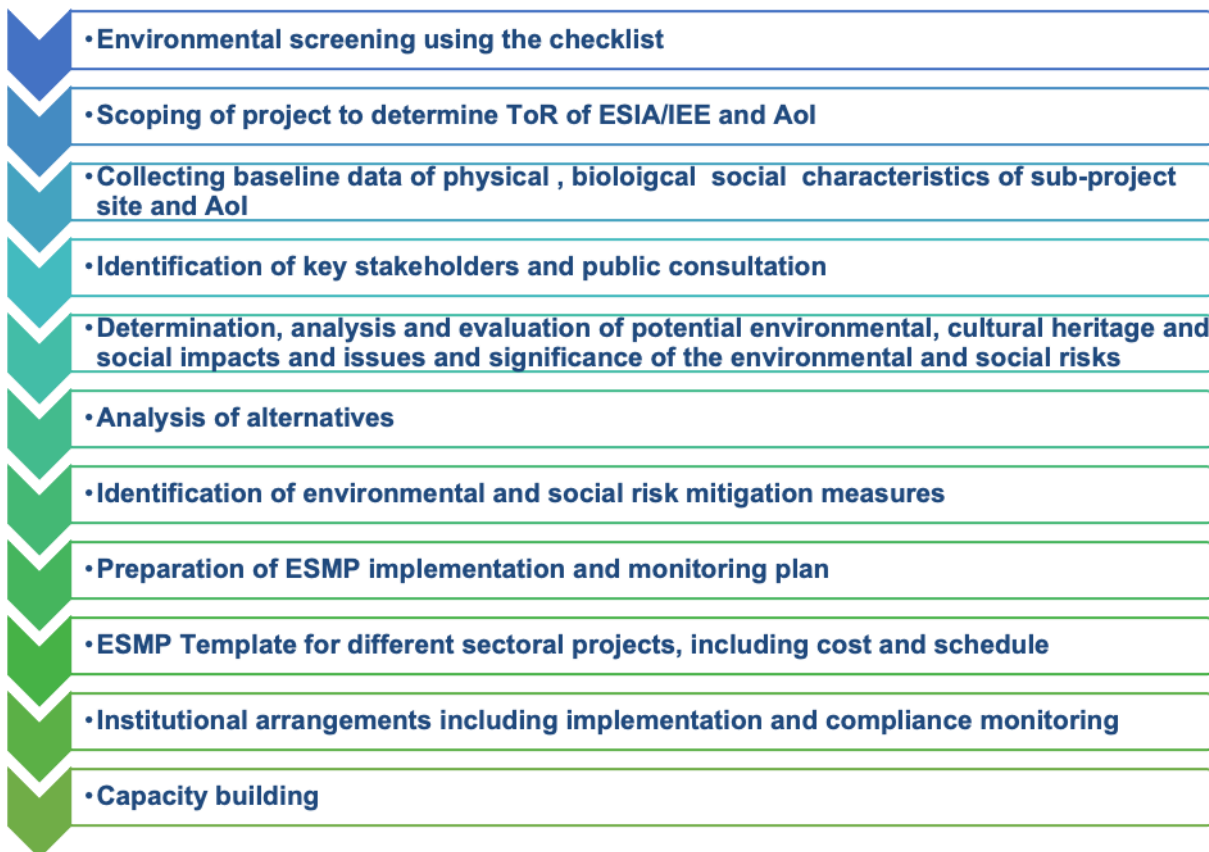 •Environmental screening using the checklist
•Scoping of project to determine ToR of ESIA/IEE and AoI
•Collecting baseline data of physical , bioloigcal social characteristics of sub-project
site and AoI
•Identification of key stakeholders and public consultation
•Determination, analysis and evaluation of potential environmental, cultural heritage and
social impacts and issues and significance of the environmental and social risks
•Analysis of alternatives
•Identification of environmental and social risk mitigation measures
•Preparation of ESMP implementation and monitoring plan
•ESMP Template for different sectoral projects, including cost and schedule
•Institutional arrangements including implementation and compliance monitoring
•Capacity building